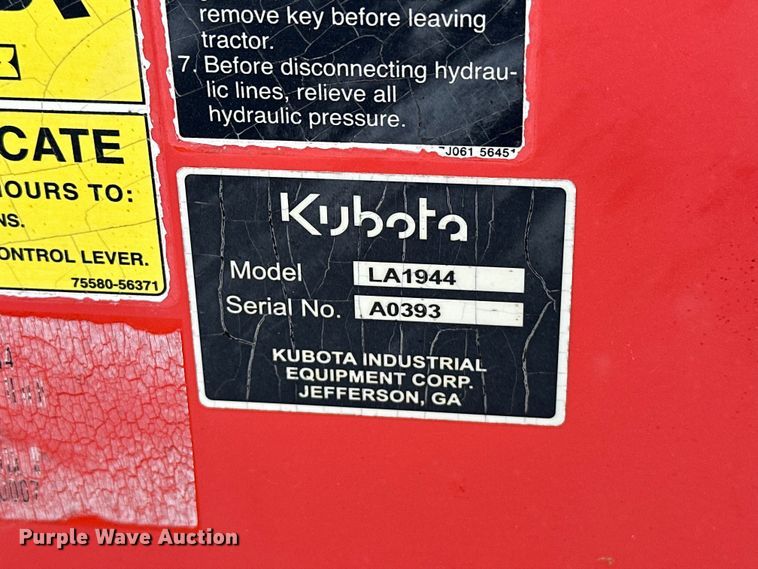 remove key before leaving
tractor.
7. Before disconnecting hydrau-
lic lines, relieve all
hydraulic pressure.
CATE
HOURS TO:
NS.
ONTROL LEVER.
75580-56371
Kubota
Model LA1944
Serial No. A0393
KUBOTA INDUSTRIAL
EQUIPMENT CORP.
JEFFERSON, GA
Purple Wave Auction